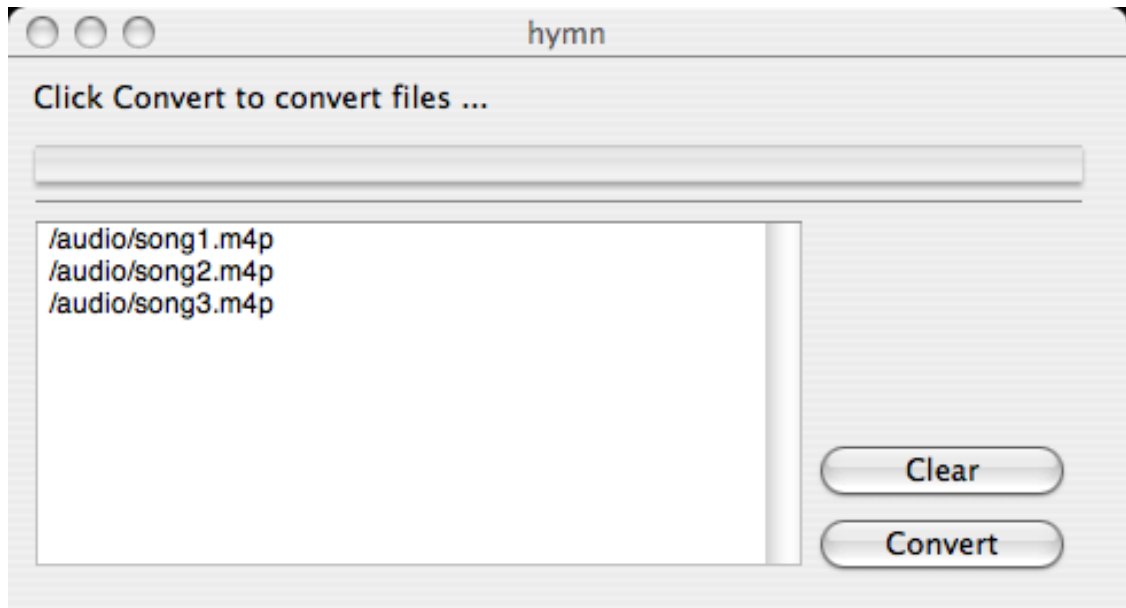 hymn
Click Convert to convert files ...
/audio/song1.m4p
/audio/song2.m4p
/audio/song3.m4p
Clear
Convert